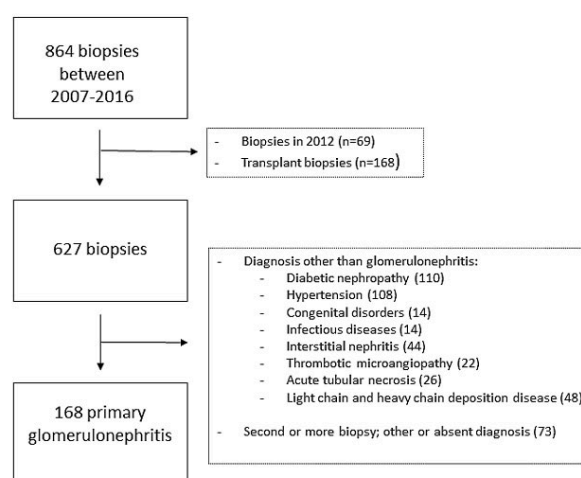 864 biopsies
between
2007-2016
- Biopsies in 2012 (n=69)
- Transplant biopsies (n=168)
627 biopsies
- Diagnosis other than glomerulonephritis:
- Diabetic nephropathy (110)
- Hypertension (108)
- Congenital disorders (14)
- Infectious diseases (14)
- Interstitial nephritis (44)
- Thrombotic microangiopathy (22)
- Acute tubular necrosis (26)
- Light chain and heavy chain deposition disease (48)
- Second or more biopsy; other or absent diagnosis (73)
168 primary
glomerulonephritis